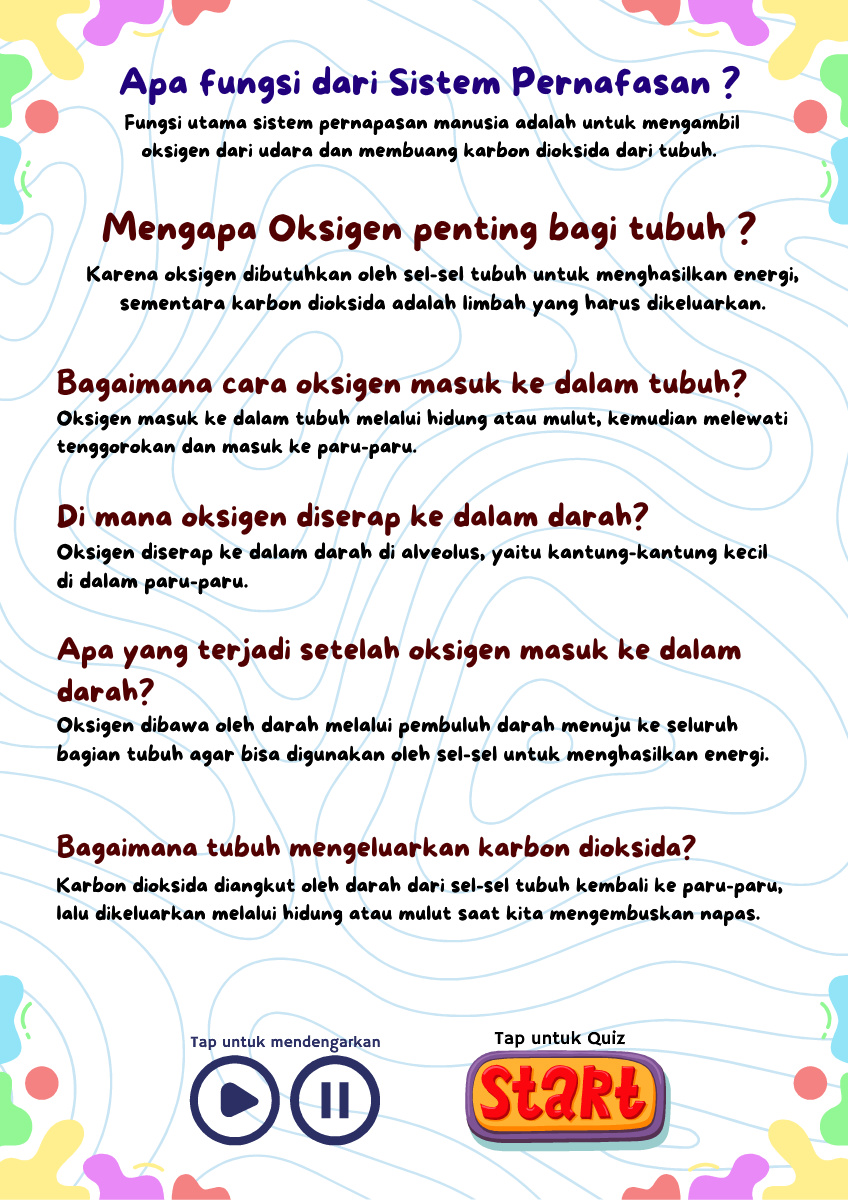 Apa fungsi dari Sistem Pernafasan ?
Fungsi utama sistem pernapasan manusia adalah untuk mengambil
oksigen dari udara dan membuang karbon dioksida dari tubuh.
Mengapa Oksigen penting bagi tubuh ?
Karena oksigen dibutuhkan oleh sel-sel tubuh untuk menghasilkan energi,
sementara karbon dioksida adalah limbah yang harus dikeluarkan.
Bagaimana cara oksigen masuk ke dalam tubuh?
Oksigen masuk ke dalam tubuh melalui hidung atau mulut, kemudian melewati
tenggorokan dan masuk ke paru-paru.
Di mana oksigen diserap ke dalam darah?
Oksigen diserap ke dalam darah di alveolus, yaitu kantung-kantung kecil
di dalam paru-paru.
Apa yang terjadi setelah oksigen masuk ke dalam
darah?
Oksigen dibawa oleh darah melalui pembuluh darah menuju ke seluruh
bagian tubuh agar bisa digunakan oleh sel-sel untuk menghasilkan energi.
Bagaimana tubuh mengeluarkan karbon dioksida?
Karbon dioksida diangkut oleh darah dari sel-sel tubuh kembali ke paru-paru,
lalu dikeluarkan melalui hidung atau mulut saat kita mengembuskan napas.
Tap untuk mendengarkan
Tap untuk Quiz
START